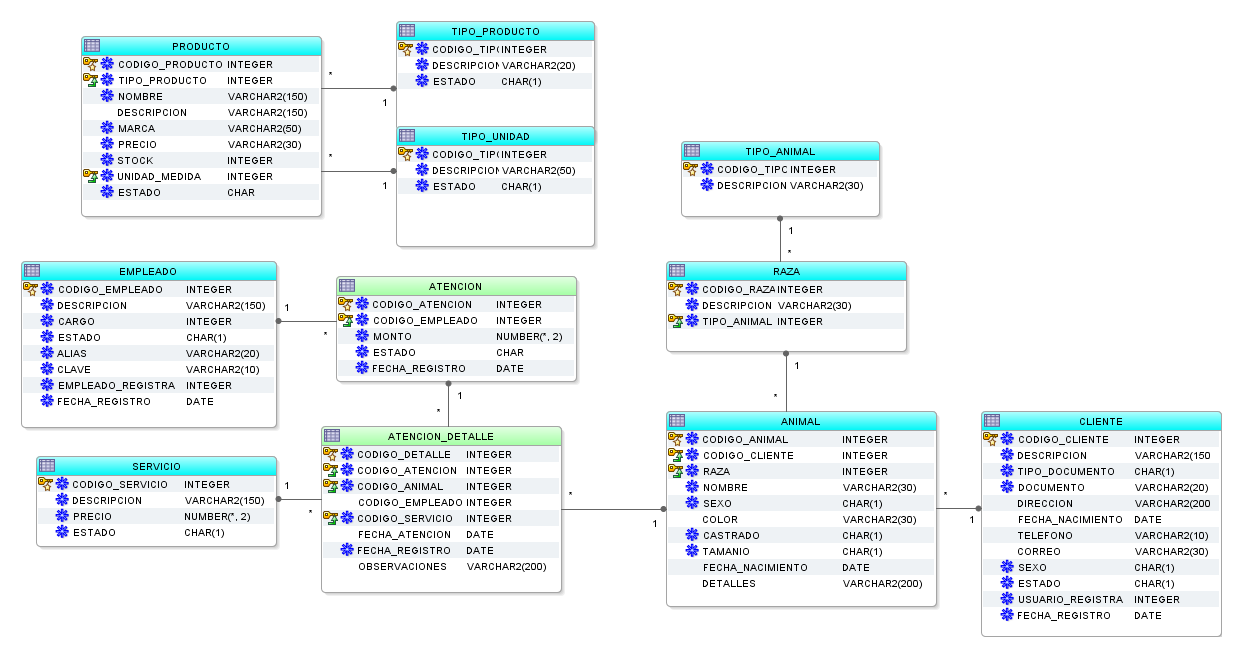 PRODUCTO
CODIGO_PRODUCTO INTEGER
TIPO_PRODUCTO INTEGER
NOMBRE VARCHAR2(150)
DESCRIPCION VARCHAR2(150)
MARCA VARCHAR2(50)
PRECIO VARCHAR2(30)
STOCK INTEGER
UNIDAD_MEDIDA INTEGER
ESTADO CHAR
*
1
*
1
TIPO_PRODUCTO
CODIGO_TIP( INTEGER
DESCRIPCION VARCHAR2(20)
ESTADO CHAR(1)
TIPO_UNIDAD
CODIGO_TIP( INTEGER
DESCRIPCION VARCHAR2(50)
ESTADO CHAR(1)
TIPO_ANIMAL
CODIGO_TIPC INTEGER
DESCRIPCION VARCHAR2(30)
1
*
RAZA
CODIGO_RAZA INTEGER
DESCRIPCION VARCHAR2(30)
TIPO_ANIMAL INTEGER
1
*
EMPLEADO
CODIGO_EMPLEADO INTEGER
DESCRIPCION VARCHAR2(150)
CARGO INTEGER
ESTADO CHAR(1)
ALIAS VARCHAR2(20)
CLAVE VARCHAR2(10)
EMPLEADO_REGISTRA INTEGER
FECHA_REGISTRO DATE
1
*
ATENCION
CODIGO_ATENCION INTEGER
CODIGO_EMPLEADO INTEGER
MONTO NUMBER(*, 2)
ESTADO CHAR
FECHA_REGISTRO DATE
1
*
SERVICIO
CODIGO_SERVICIO INTEGER
DESCRIPCION VARCHAR2(150)
PRECIO NUMBER(*, 2)
ESTADO CHAR(1)
1
*
ATENCION_DETALLE
CODIGO_DETALLE INTEGER
CODIGO_ATENCION INTEGER
CODIGO_ANIMAL INTEGER
CODIGO_EMPLEADO INTEGER
CODIGO_SERVICIO INTEGER
FECHA_ATENCION DATE
FECHA_REGISTRO DATE
OBSERVACIONES VARCHAR2(200)
*
1
ANIMAL
CODIGO_ANIMAL INTEGER
CODIGO_CLIENTE INTEGER
RAZA INTEGER
NOMBRE VARCHAR2(30)
SEXO CHAR(1)
COLOR VARCHAR2(30)
CASTRADO CHAR(1)
TAMANIO CHAR(1)
FECHA_NACIMIENTO DATE
DETALLES VARCHAR2(200)
*
1
CLIENTE
CODIGO_CLIENTE INTEGER
DESCRIPCION VARCHAR2(150
TIPO_DOCUMENTO CHAR(1)
DOCUMENTO VARCHAR2(20)
DIRECCION VARCHAR2(200
FECHA_NACIMIENTO DATE
TELEFONO VARCHAR2(10)
CORREO VARCHAR2(30)
SEXO CHAR(1)
ESTADO CHAR(1)
USUARIO_REGISTRA INTEGER
FECHA_REGISTRO DATE